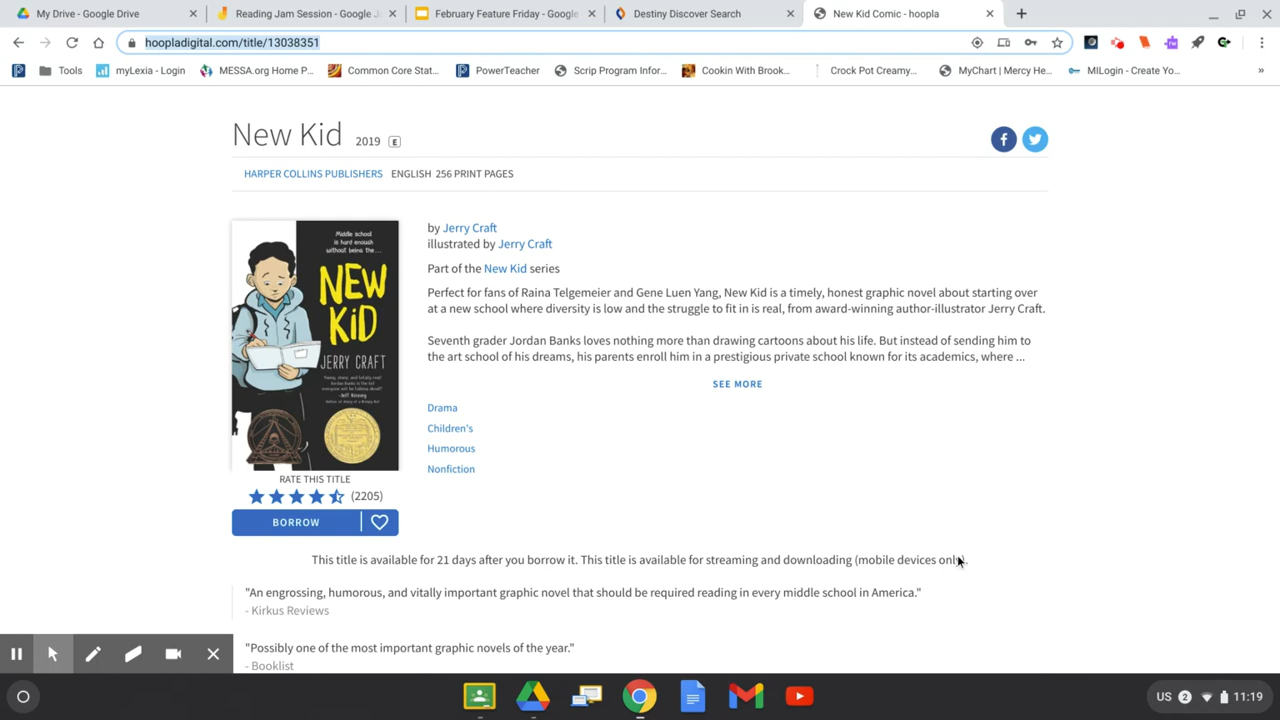 My Drive - Google Drive
Reading Jam Session - Google J
February Feature Friday - Google
Destiny Discover Search
New Kid Comic - hoopla
hoopladigital.com/title/13038351
Tools
myLexia - Login
MESSA.org Home P...
Common Core Stat...
PowerTeacher
Scrip Program Infor...
Cookin With Brook...
Crock Pot Creamy...
MyChart | Mercy He...
MILogin - Create Yo...
»
New Kid 2019 E
HARPER COLLINS PUBLISHERS ENGLISH 256 PRINT PAGES
Middle school
is hard enough
without being the...
NEW
KID
JERRY CRAFT
by Jerry Craft
illustrated by Jerry Craft
Part of the New Kid series
Perfect for fans of Raina Telgemeier and Gene Luen Yang, New Kid is a timely, honest graphic novel about starting over
at a new school where diversity is low and the struggle to fit in is real, from award-winning author-illustrator Jerry Craft.
Seventh grader Jordan Banks loves nothing more than drawing cartoons about his life. But instead of sending him to
the art school of his dreams, his parents enroll him in a prestigious private school known for its academics, where ...
SEE MORE
Drama
Children's
Humorous
Nonfiction
RATE THIS TITLE
(2205)
BORROW
This title is available for 21 days after you borrow it. This title is available for streaming and downloading (mobile devices only).
"An engrossing, humorous, and vitally important graphic novel that should be required reading in every middle school in America."
- Kirkus Reviews
"Possibly one of the most important graphic novels of the year."
- Booklist
US 2 11:19